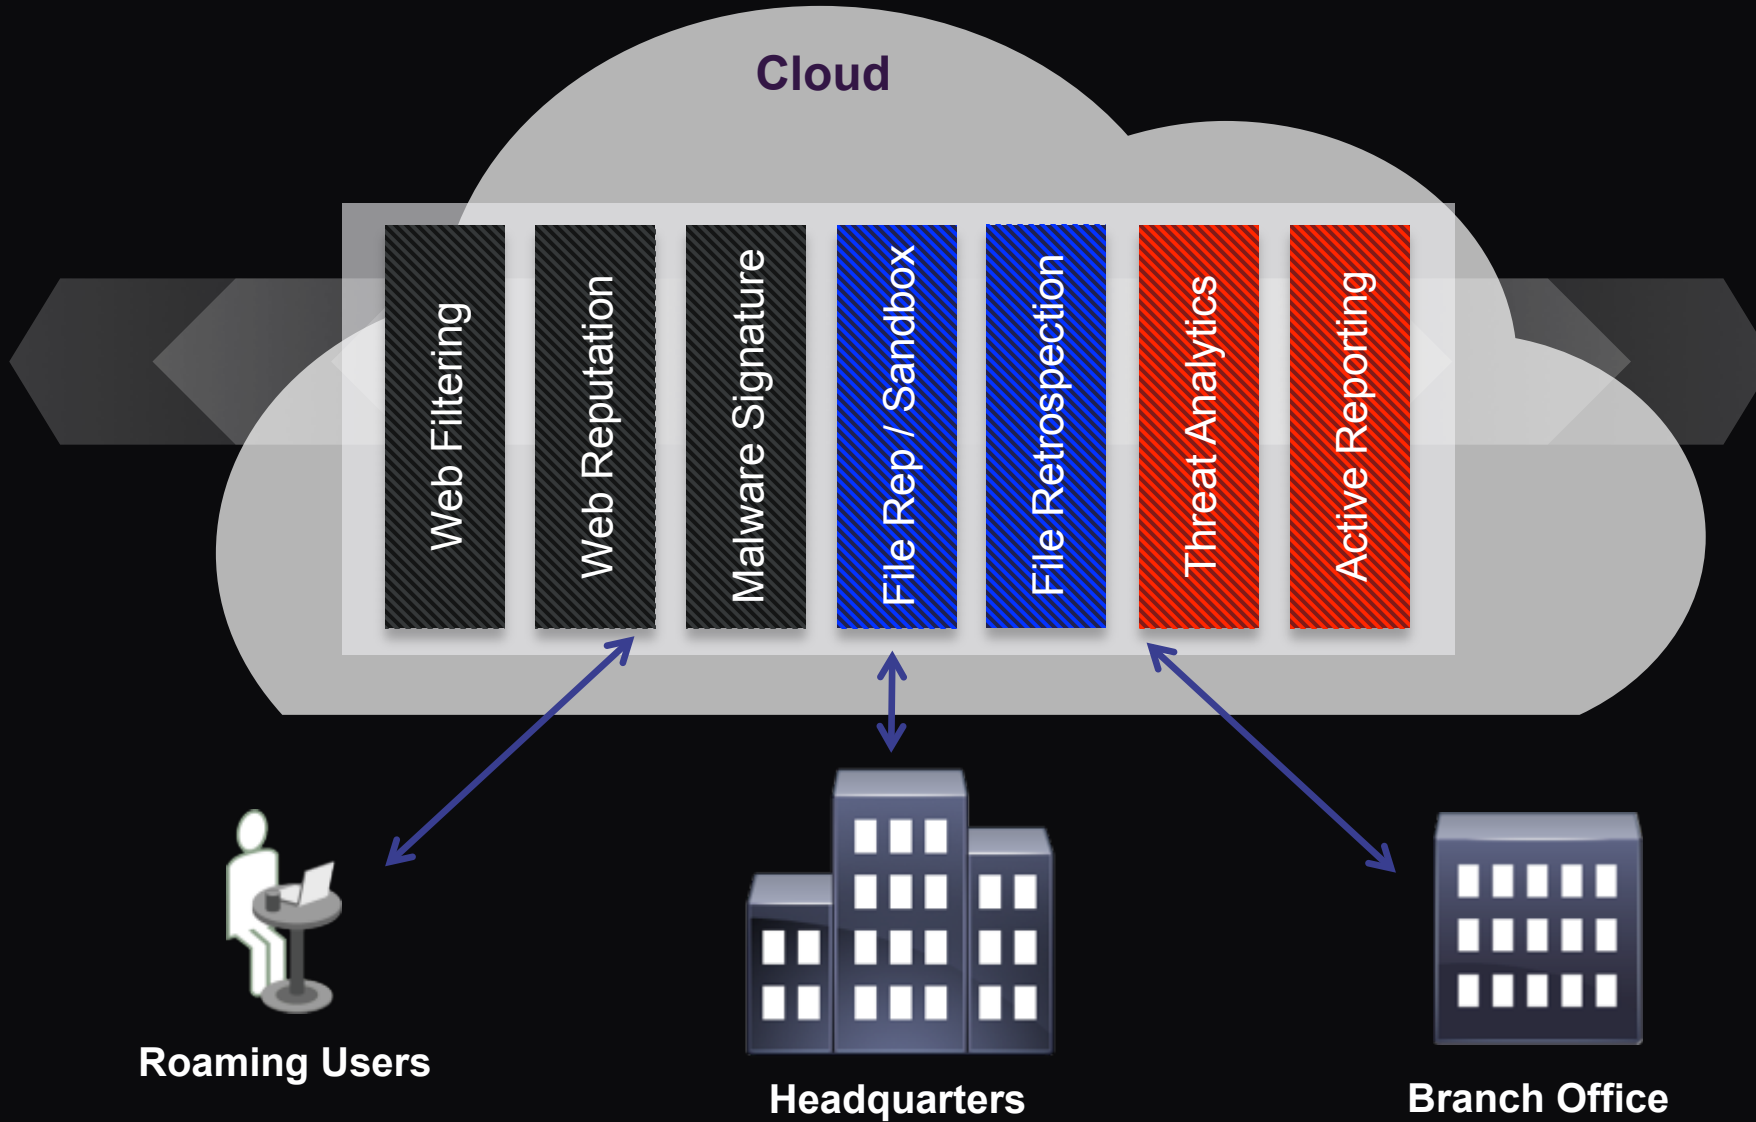 Cloud
Web Filtering
Web Reputation
Malware Signature
File Rep / Sandbox
File Retrospection
Threat Analytics
Active Reporting
Roaming Users
Headquarters
Branch Office